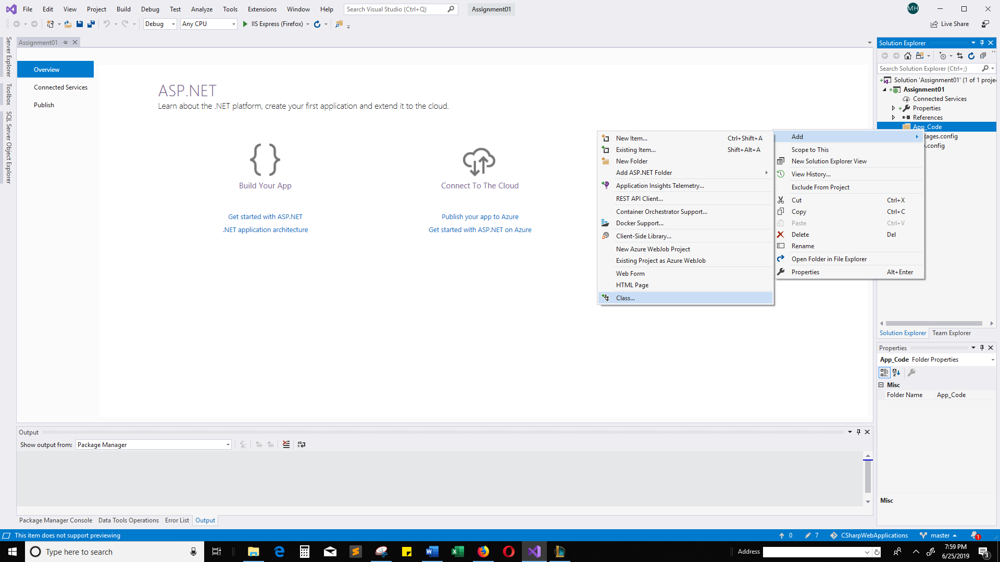 File Edit View Project Build Debug Test Analyze Tools Extensions Window Help Search Visual Studio (Ctrl+Q) Assignment01 MH
Debug Any CPU IIS Express (Firefox) Live Share
Server Explorer
Toolbox
SQL Server Object Explorer
Assignment01
Overview
Connected Services
Publish
ASP.NET
Learn about the .NET platform, create your first application and extend it to the cloud.
Build Your App
Get started with ASP.NET
.NET application architecture
Connect To The Cloud
Publish your app to Azure
Get started with ASP.NET on Azure
New Item... Ctrl+Shift+A
Existing Item... Shift+Alt+A
New Folder
Add ASP.NET Folder
Application Insights Telemetry...
REST API Client...
Container Orchestrator Support...
Docker Support...
Client-Side Library...
New Azure WebJob Project
Existing Project as Azure WebJob
Web Form
HTML Page
Class...
Add
Scope to This
New Solution Explorer View
View History...
Exclude From Project
Cut Ctrl+X
Copy Ctrl+C
Paste Ctrl+V
Delete Del
Rename
Open Folder in File Explorer
Properties Alt+Enter
Solution Explorer
Search Solution Explorer (Ctrl+;)
Solution 'Assignment01' (1 of 1 projec
Assignment01
Connected Services
Properties
References
App_Code
kages.config
.config
Solution Explorer Team Explorer
Properties
App_Code Folder Properties
Misc
Folder Name App_Code
Misc
Output
Show output from: Package Manager
Package Manager Console Data Tools Operations Error List Output
This item does not support previewing 0 7 CSharpWebApplications master 1
Type here to search Address 7:59 PM
6/25/2019 3